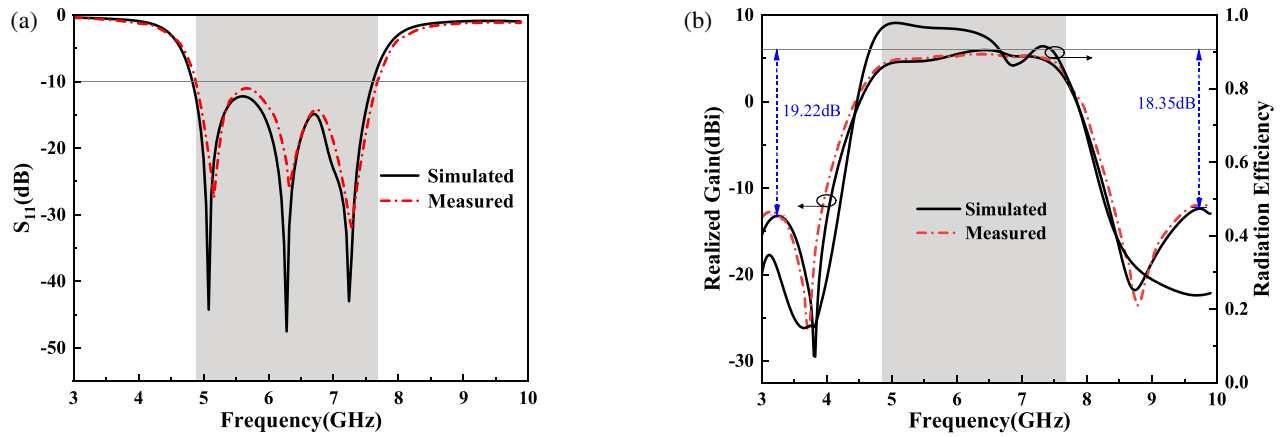 (a)
0
-10
-20
-30
-40
-50
S11(dB)
Simulated
Measured
3 4 5 6 7 8 9 10
Frequency(GHz)
(b)
10
0
-10
-20
-30
Realized Gain(dBi)
19.22dB
18.35dB
Simulated
Measured
1.0
0.8
0.6
0.4
0.2
0.0
Radiation Efficiency
3 4 5 6 7 8 9 10
Frequency(GHz)